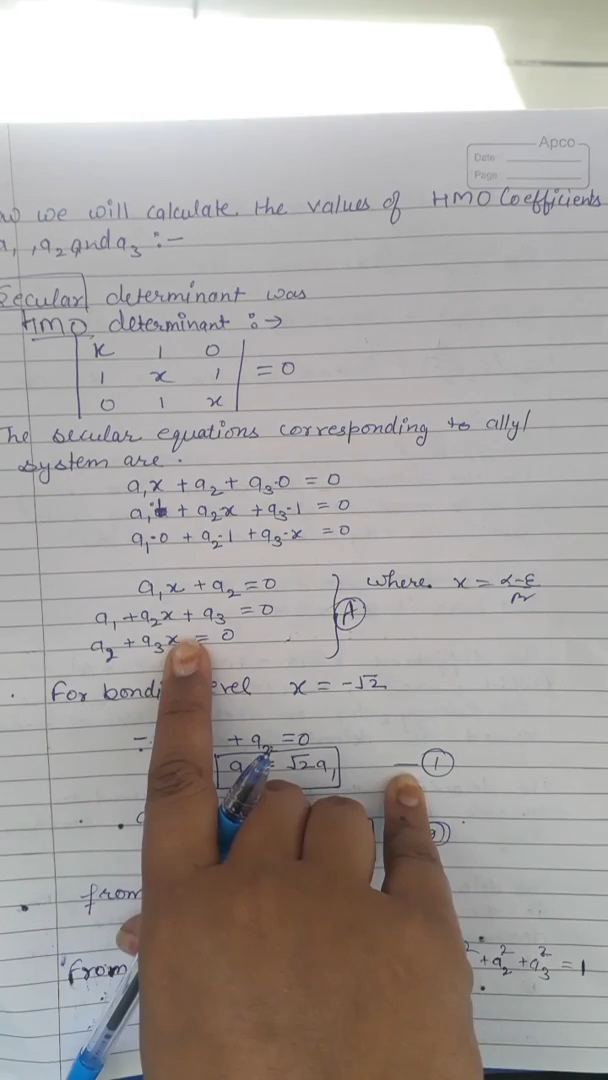 Apco
Date
Page
we will calculate the values of HMO Coefficients
a₁, a₂ and a₃ :-
Secular determinant was
HMO determinant :→
x 1 0
1 x 1 = 0
0 1 x
The secular equations corresponding to allyl
system are.
a₁x + a₂ + a₃·0 = 0
a₁·1 + a₂x + a₃·1 = 0
a₁·0 + a₂·1 + a₃·x = 0
a₁x + a₂ = 0 where x = α-E/β
a₁ + a₂x + a₃ = 0 } (A)
a₂ + a₃x = 0
For x = -√2
+ a₂ = 0
= √2a₁ — (1)
from
from + a₂² + a₃² = 1